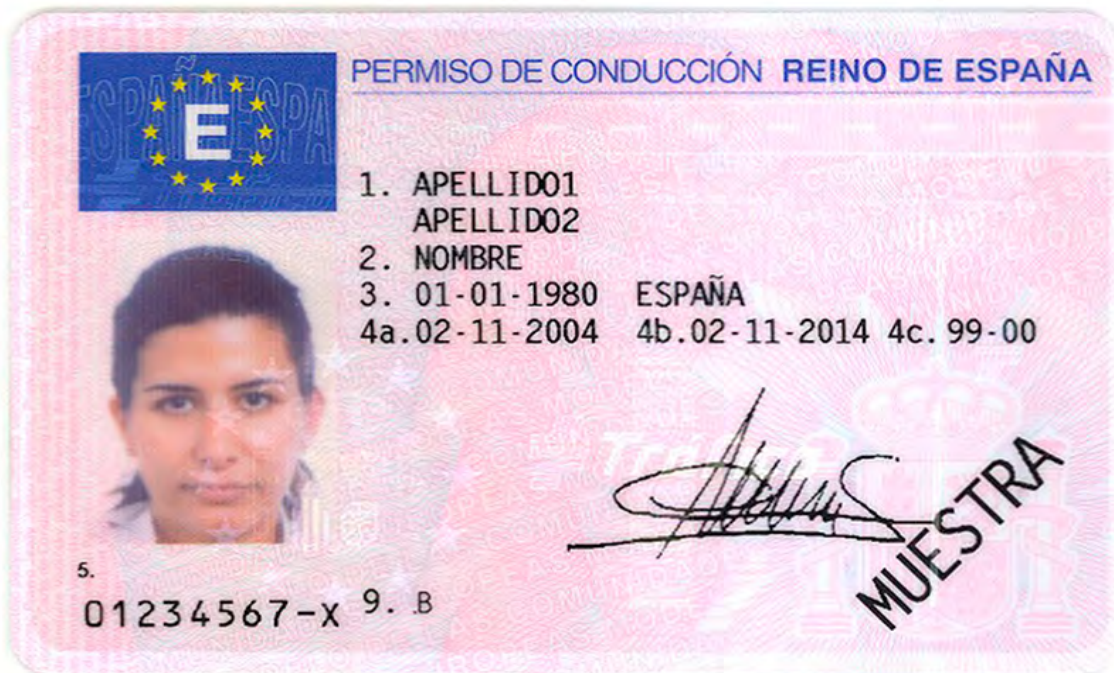 PERMISO DE CONDUCCIÓN REINO DE ESPAÑA
E
1. APELLIDO1
APELLIDO2
2. NOMBRE
3. 01-01-1980 ESPAÑA
4a.02-11-2004 4b.02-11-2014 4c.99-00
Tráfico
MUESTRA
5.
01234567-X 9. B